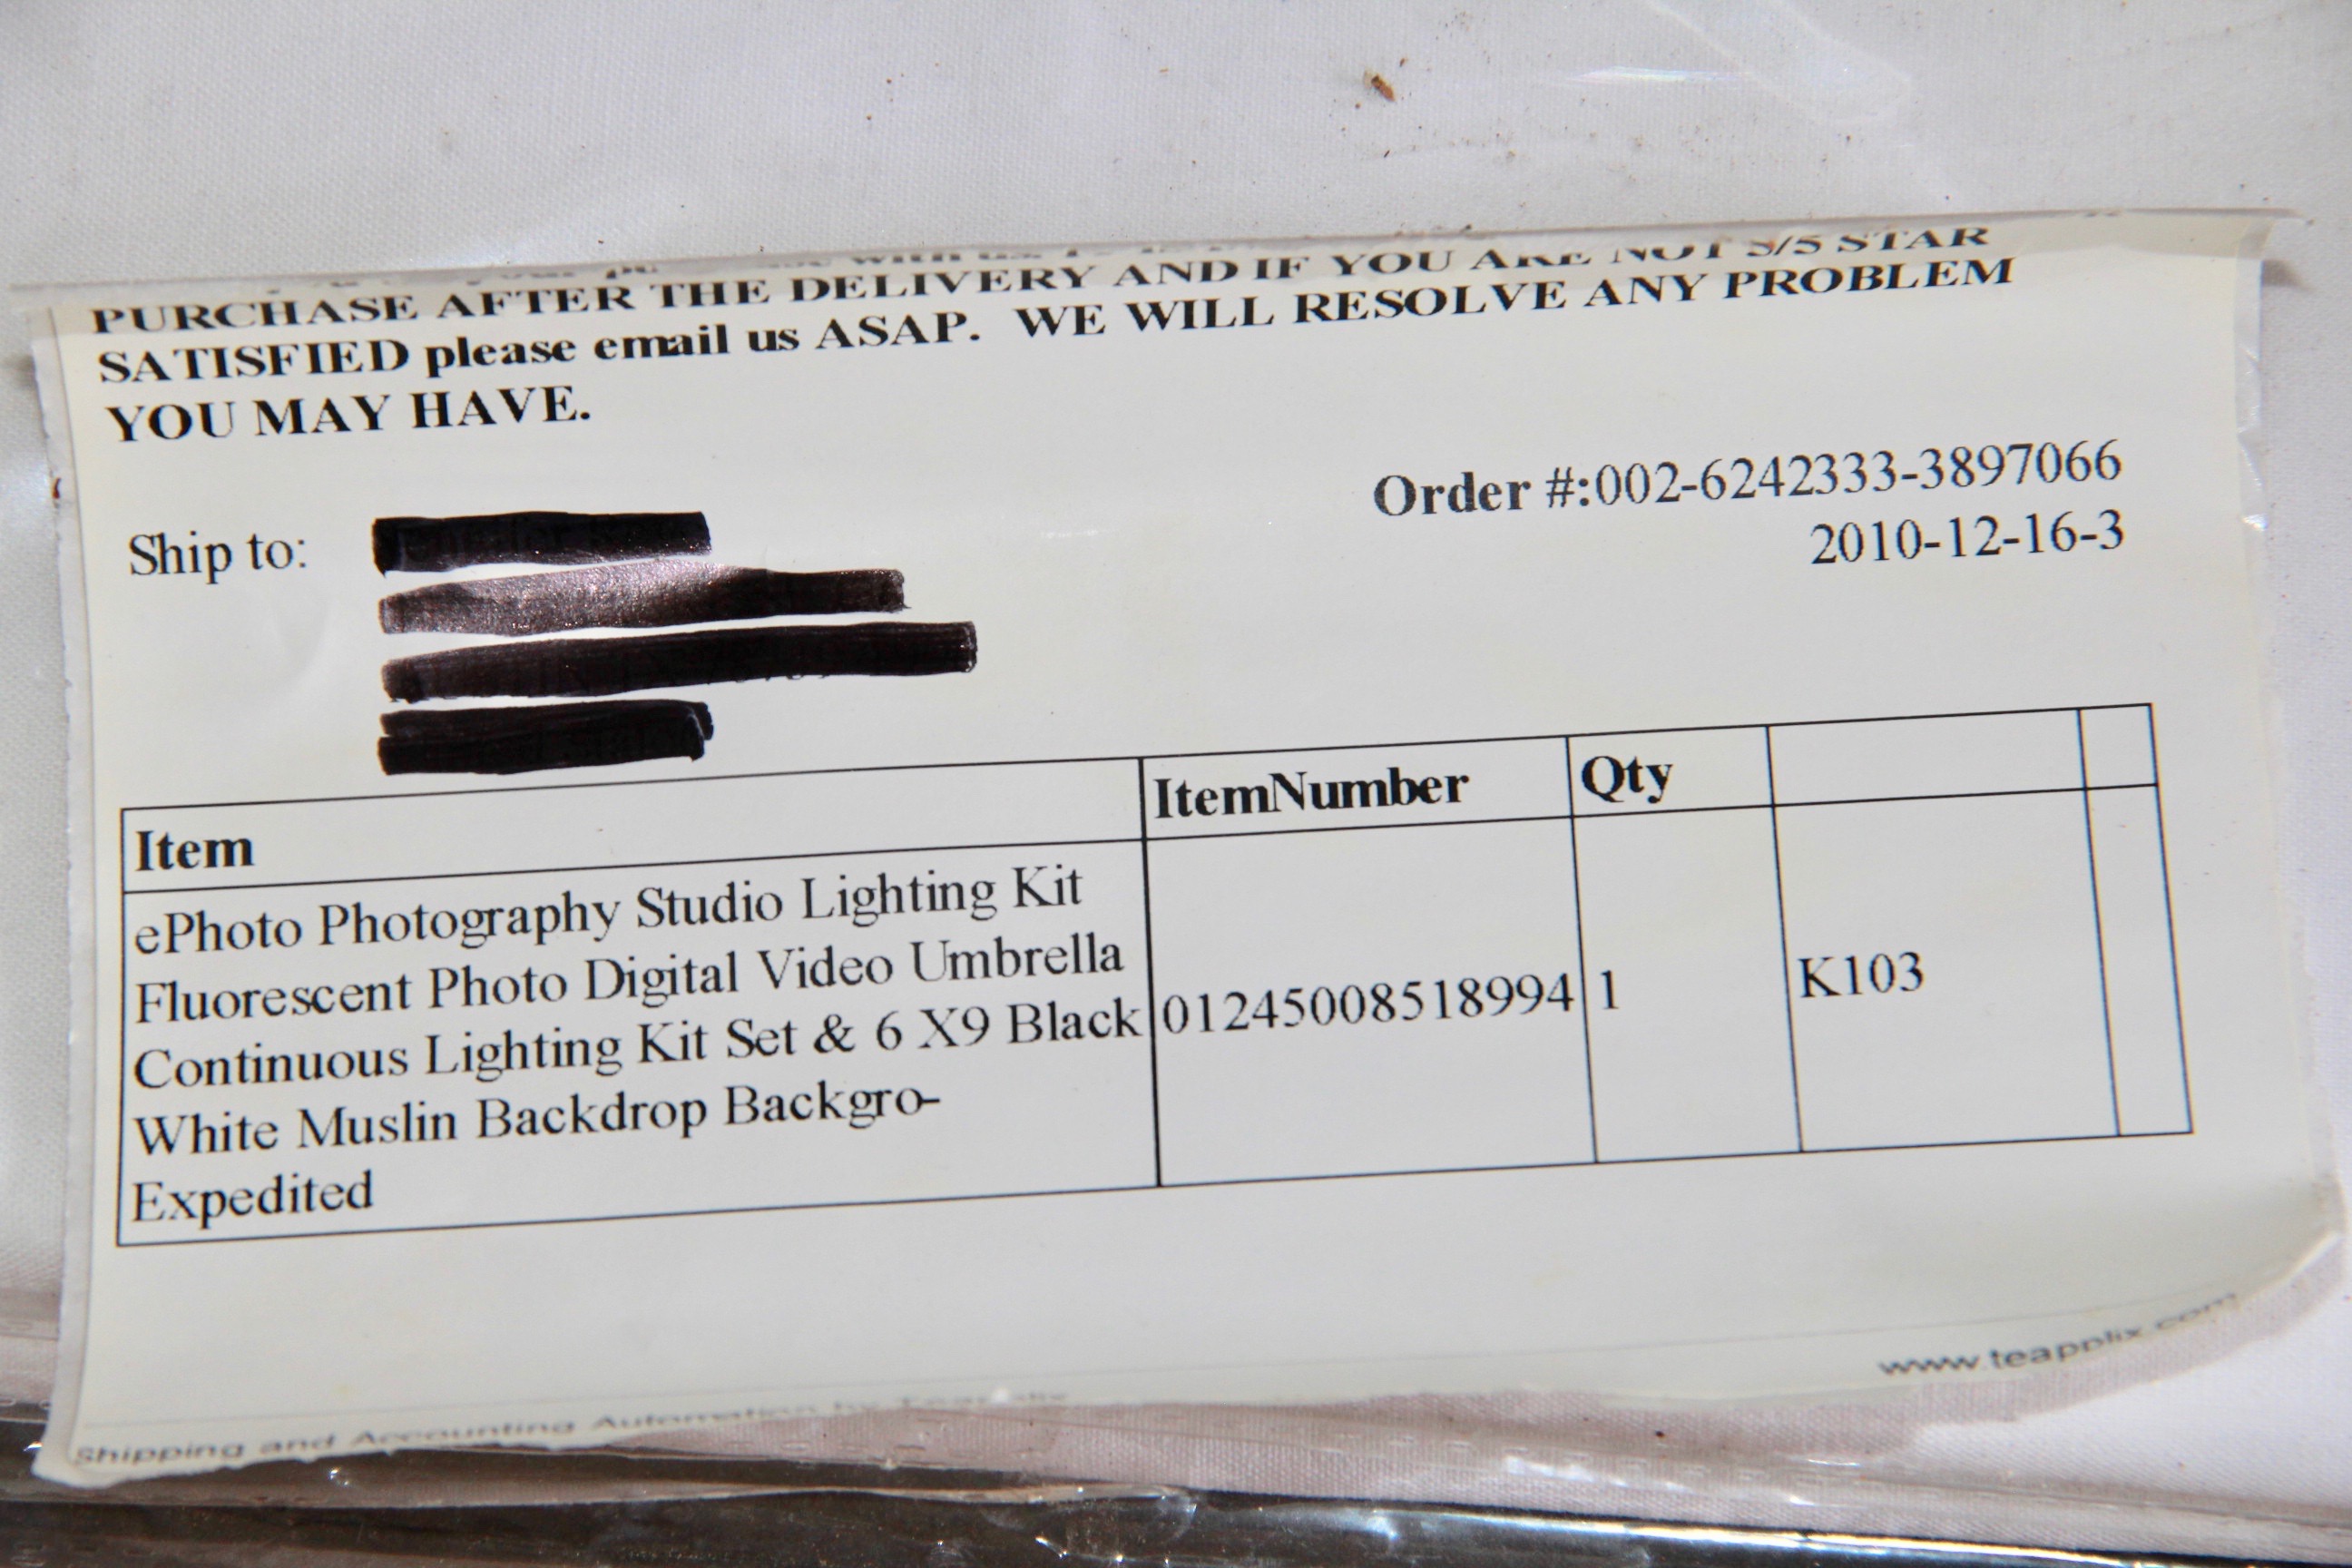 PURCHASE AFTER THE DELIVERY AND IF YOU ARE NOT 5/5 STAR
SATISFIED please email us ASAP. WE WILL RESOLVE ANY PROBLEM
YOU MAY HAVE.
Order #:002-6242333-3897066
2010-12-16-3
Ship to:
Item ItemNumber Qty
ePhoto Photography Studio Lighting Kit
Fluorescent Photo Digital Video Umbrella
Continuous Lighting Kit Set & 6 X9 Black 01245008518994 1 K103
White Muslin Backdrop Backgro-
Expedited
www.teapplix.com
Shipping and Accounting Automation by Teapplix